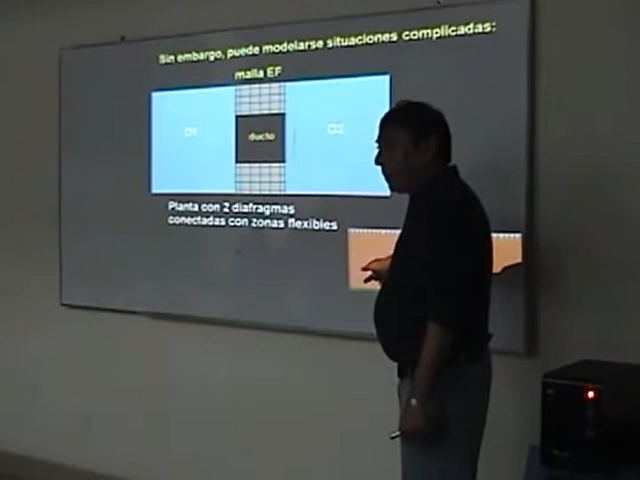 Sin embargo, puede modelarse situaciones complicadas:
malla EF
D1
ducto
D2
Planta con 2 diafragmas
conectadas con zonas flexibles